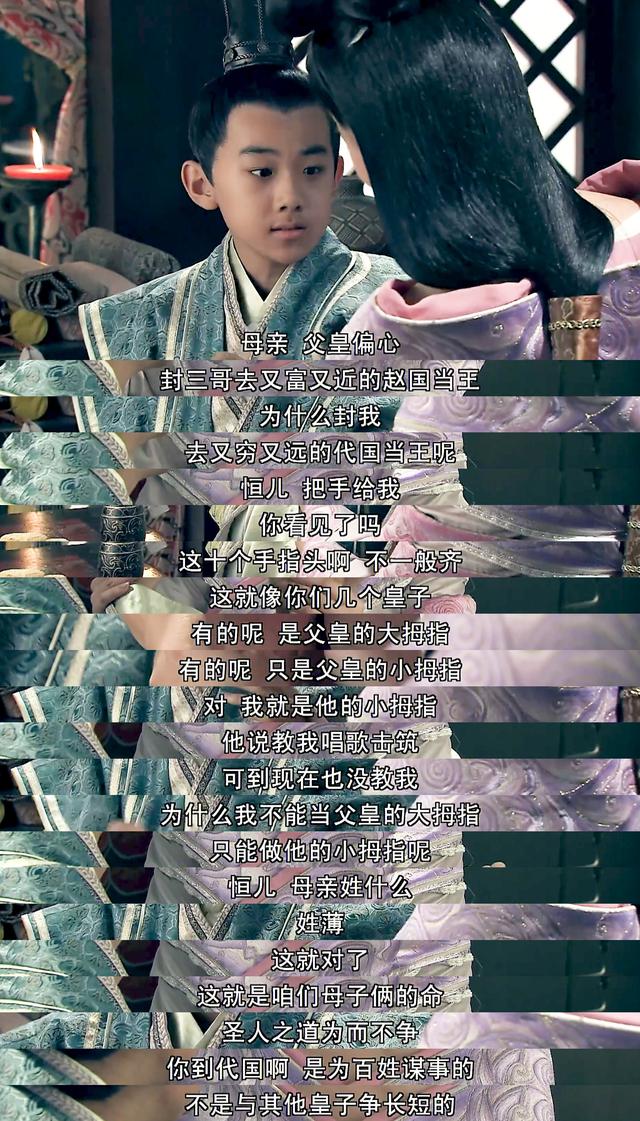 母亲 父皇偏心
封三哥去又富又近的赵国当王
为什么封我
去又穷又远的代国当王呢
恒儿 把手给我
你看见了吗
这十个手指头啊 不一般齐
这就像你们几个皇子
有的呢 是父皇的大拇指
有的呢 只是父皇的小拇指
对 我就是他的小拇指
他说教我唱歌击筑
可到现在也没教我
为什么我不能当父皇的大拇指
只能做他的小拇指呢
恒儿 母亲姓什么
姓薄
这就对了
这就是咱们母子俩的命
圣人之道为而不争
你到代国啊 是为百姓谋事的
不是与其他皇子争长短的